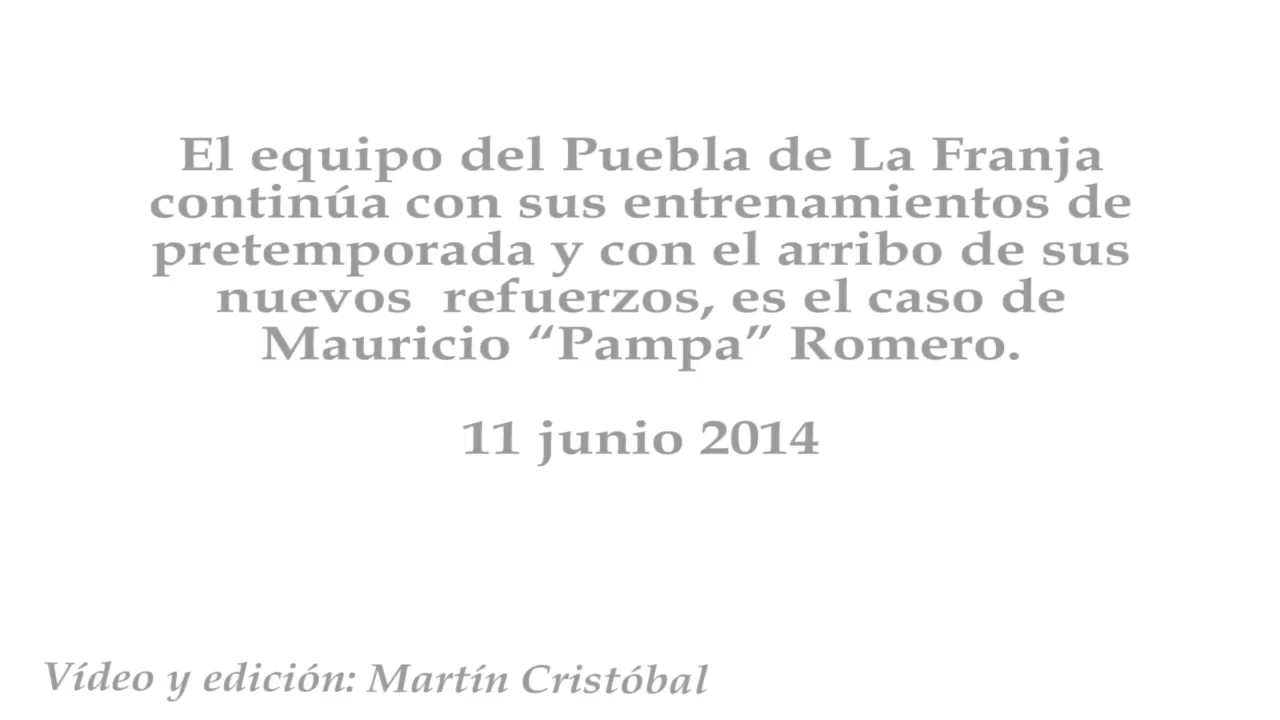 El equipo del Puebla de La Franja
continúa con sus entrenamientos de
pretemporada y con el arribo de sus
nuevos  refuerzos, es el caso de
Mauricio “Pampa” Romero.
11 junio 2014
Vídeo y edición: Martín Cristóbal